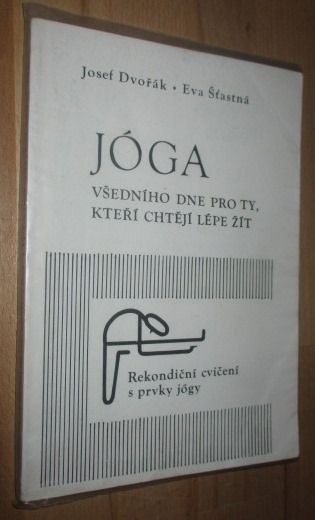 Josef Dvořák • Eva Šťastná
JÓGA
VŠEDNÍHO DNE PRO TY,
KTEŘÍ CHTĚJÍ LÉPE ŽÍT
Rekondiční cvičení
s prvky jógy